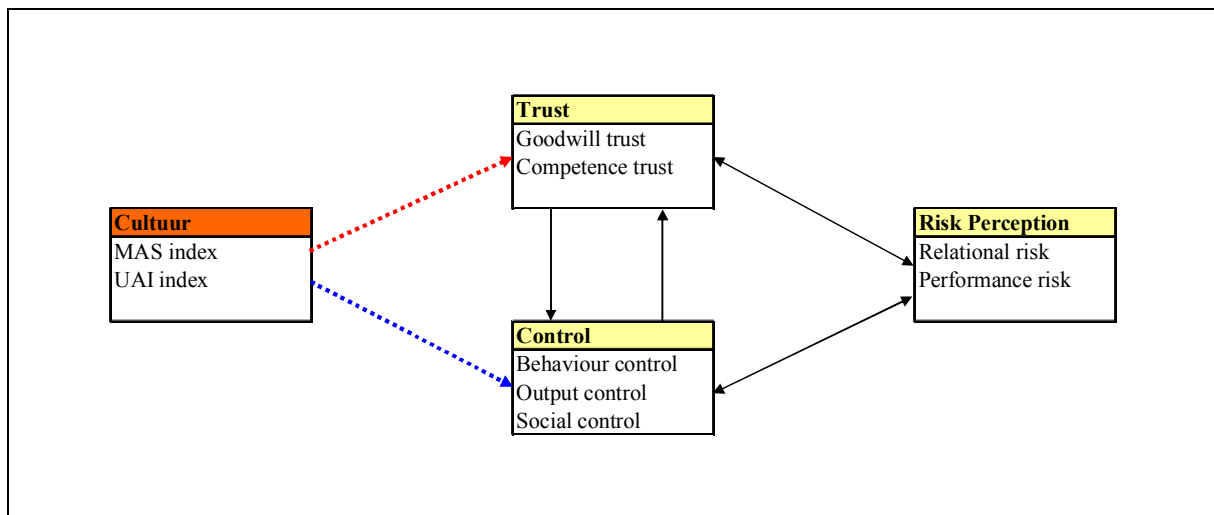 Trust
Goodwill trust
Competence trust
Cultuur
MAS index
UAI index
Risk Perception
Relational risk
Performance risk
Control
Behaviour control
Output control
Social control